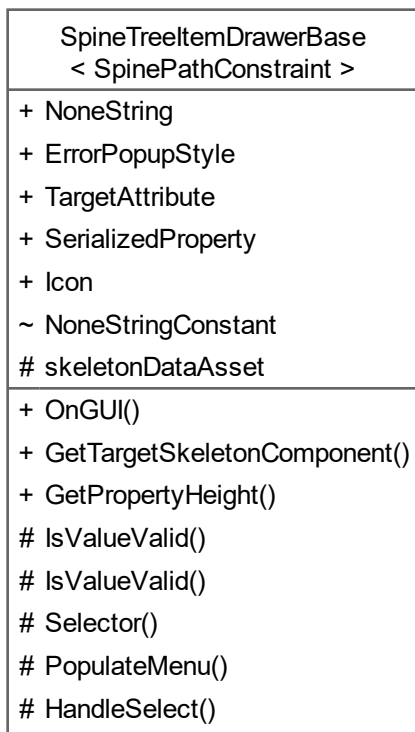 SpineTreeItemDrawerBase
< SpinePathConstraint >
+ NoneString
+ ErrorPopupStyle
+ TargetAttribute
+ SerializedProperty
+ Icon
~ NoneStringConstant
# skeletonDataAsset
+ OnGUI()
+ GetTargetSkeletonComponent()
+ GetPropertyHeight()
# IsValueValid()
# IsValueValid()
# Selector()
# PopulateMenu()
# HandleSelect()